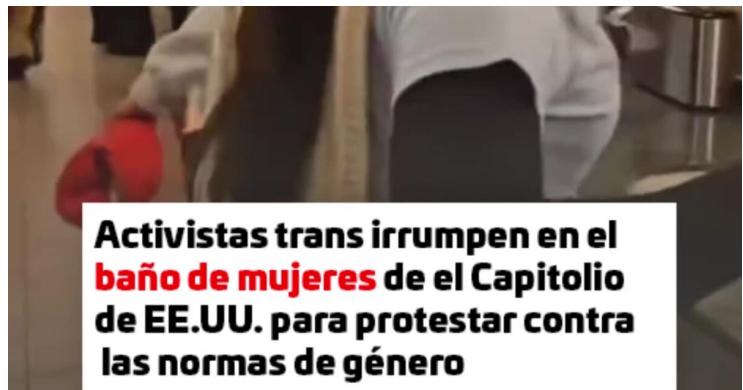 Activistas trans irrumpen en el
baño de mujeres de el Capitolio
de EE.UU. para protestar contra
las normas de género